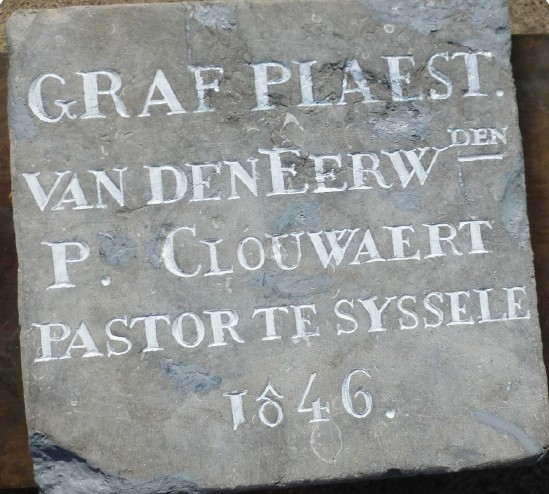 GRAF PLAEST.
VAN DEN EERW DEN
P. CLOUWAERT
PASTOR TE SYSSELE
1846.